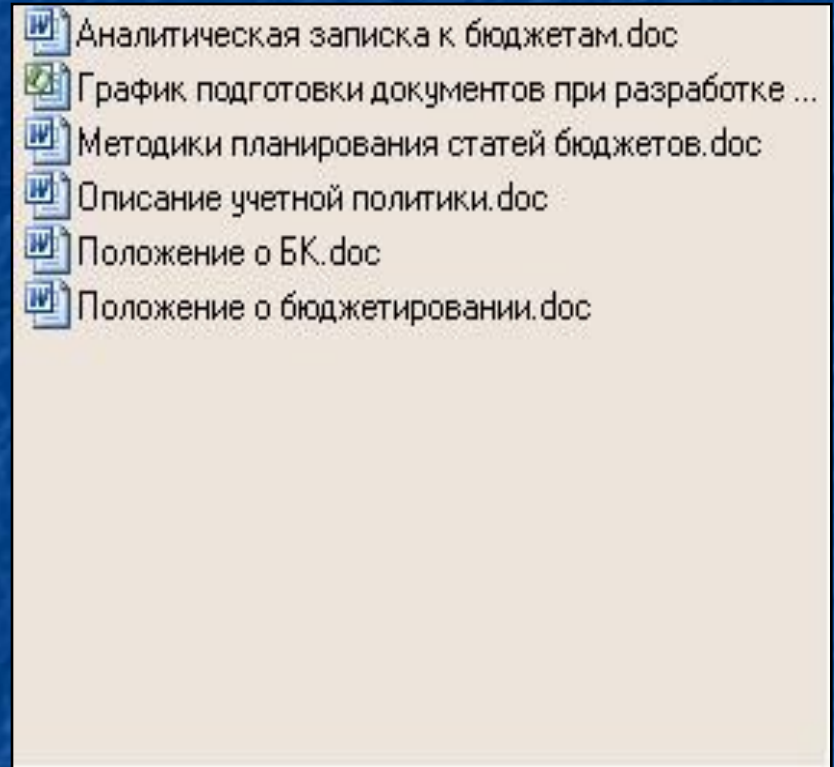 Аналитическая записка к бюджетам.doc
График подготовки документов при разработке ...
Методики планирования статей бюджетов.doc
Описание учетной политики.doc
Положение о БК.doc
Положение о бюджетировании.doc